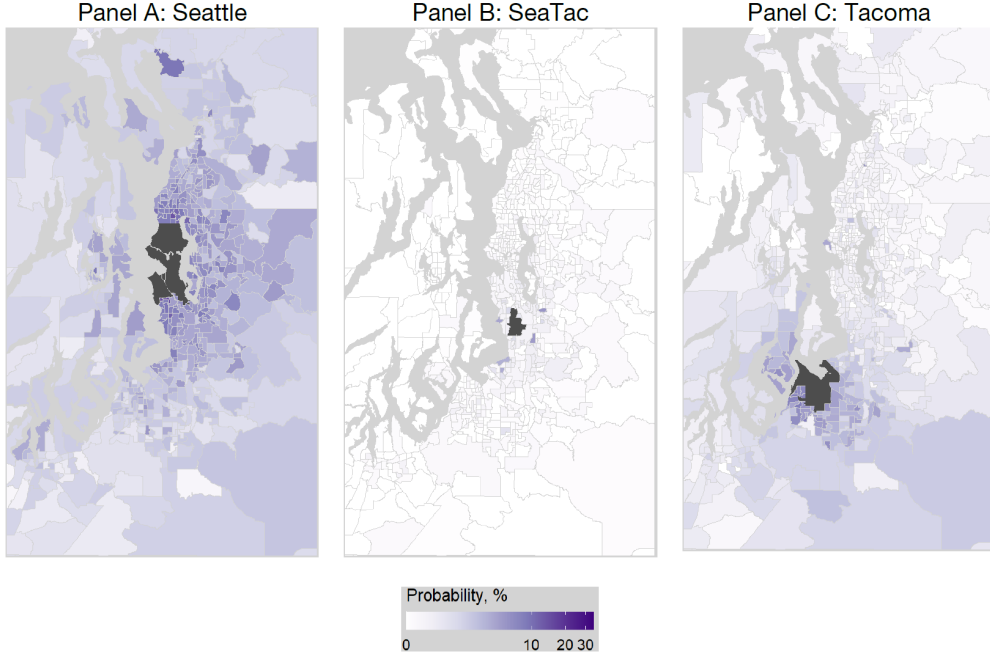 Panel A: Seattle
Panel B: SeaTac
Panel C: Tacoma
Probability, %
0 10 20 30